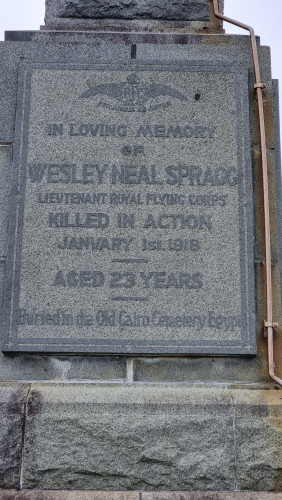 IN LOVING MEMORY
OF
WESLEY NEAL SPRAGG
LIEUTENANT ROYAL FLYING CORPS
KILLED IN ACTION
JANUARY 1ST. 1918
AGED 23 YEARS
Buried in the Old Cairo Cemetery Egypt